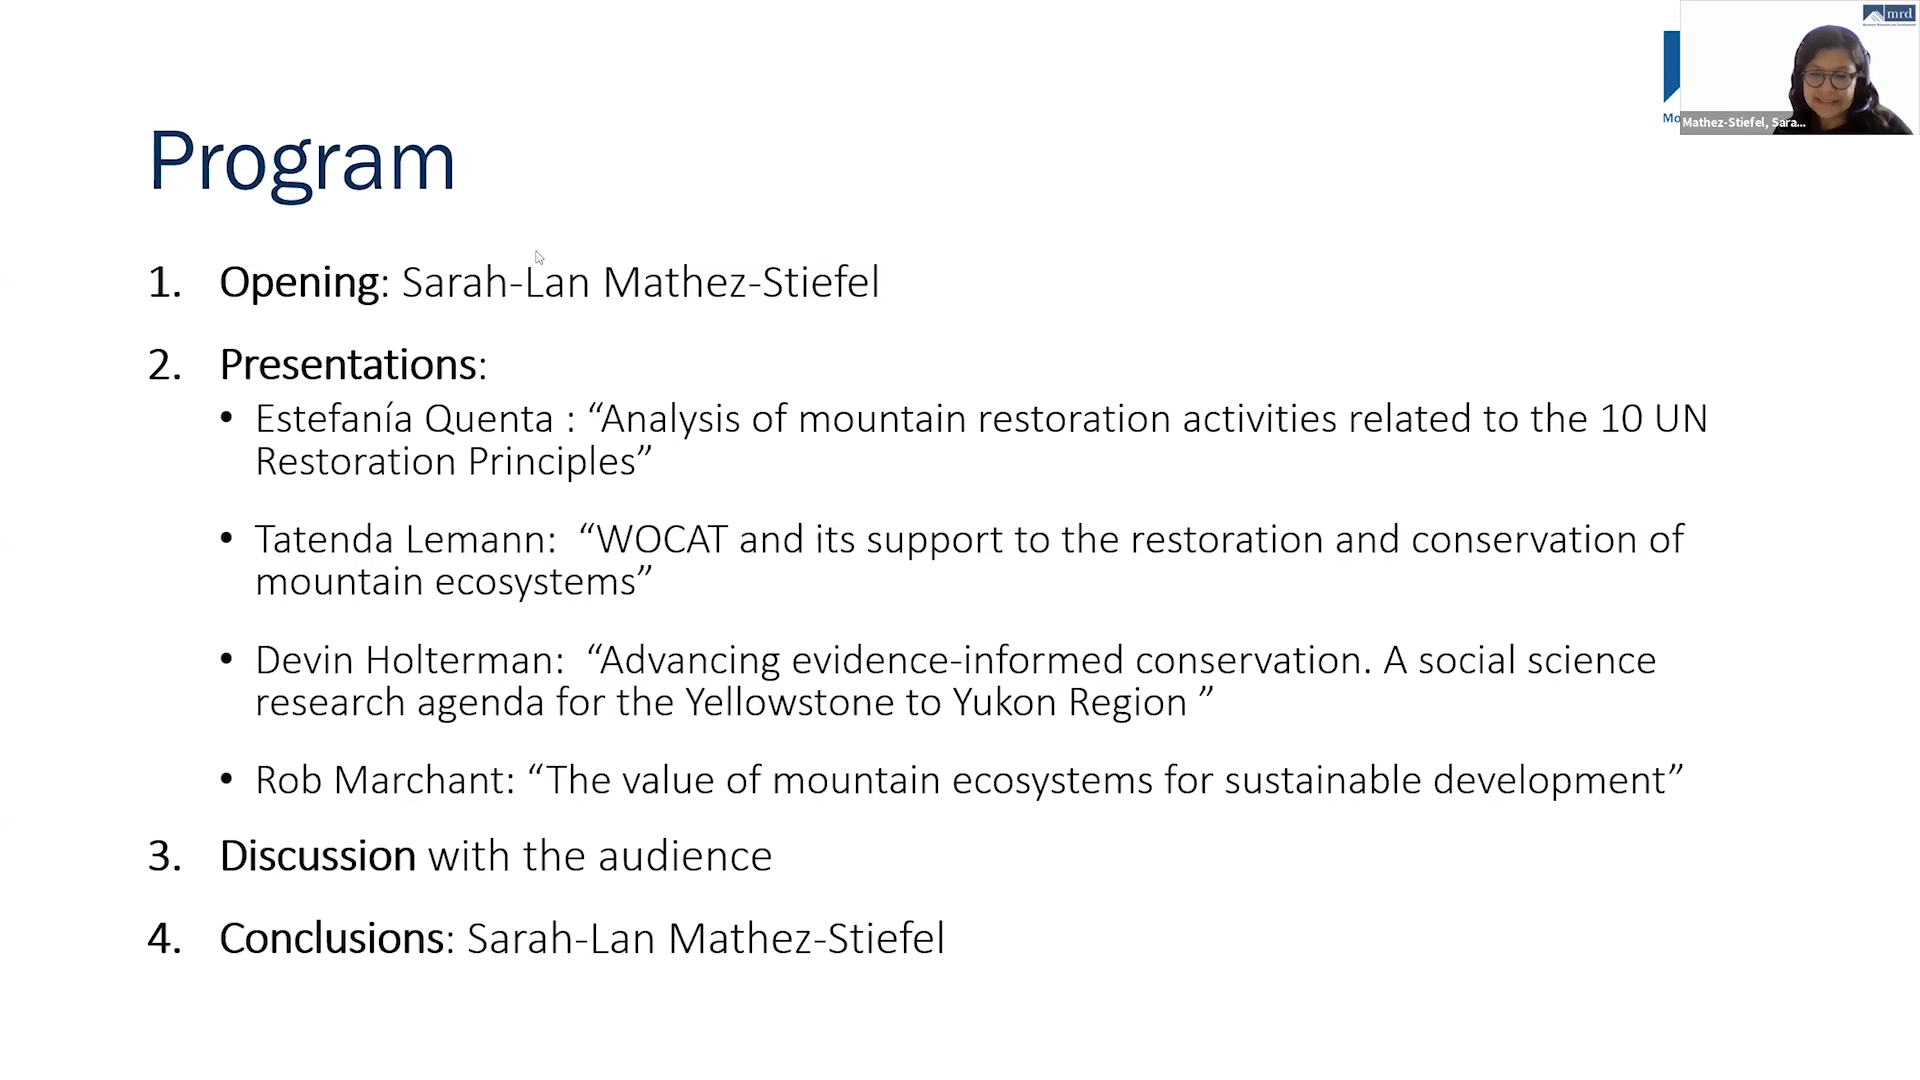 mrd
Mo
Mathez-Stiefel, Sara...
Program
1. Opening: Sarah-Lan Mathez-Stiefel
2. Presentations:
• Estefanía Quenta : “Analysis of mountain restoration activities related to the 10 UN
Restoration Principles”
• Tatenda Lemann: “WOCAT and its support to the restoration and conservation of
mountain ecosystems”
• Devin Holterman: “Advancing evidence-informed conservation. A social science
research agenda for the Yellowstone to Yukon Region ”
• Rob Marchant: “The value of mountain ecosystems for sustainable development”
3. Discussion with the audience
4. Conclusions: Sarah-Lan Mathez-Stiefel